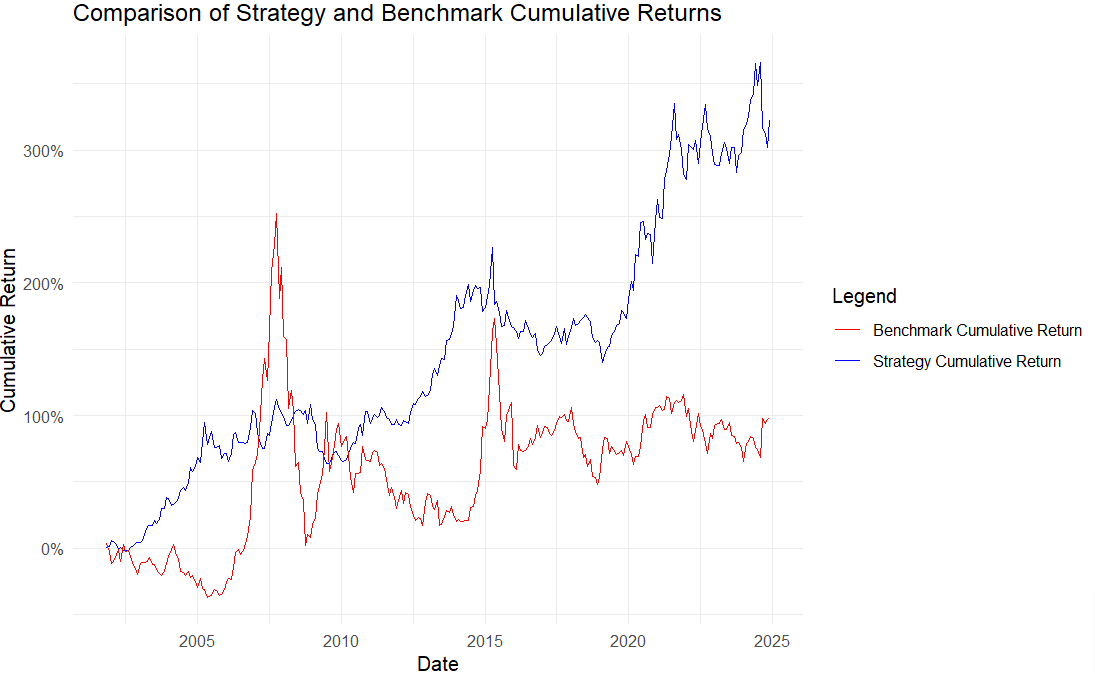 Comparison of Strategy and Benchmark Cumulative Returns
Cumulative Return
300%
200%
100%
0%
2005
2010
2015
2020
2025
Date
Legend
Benchmark Cumulative Return
Strategy Cumulative Return